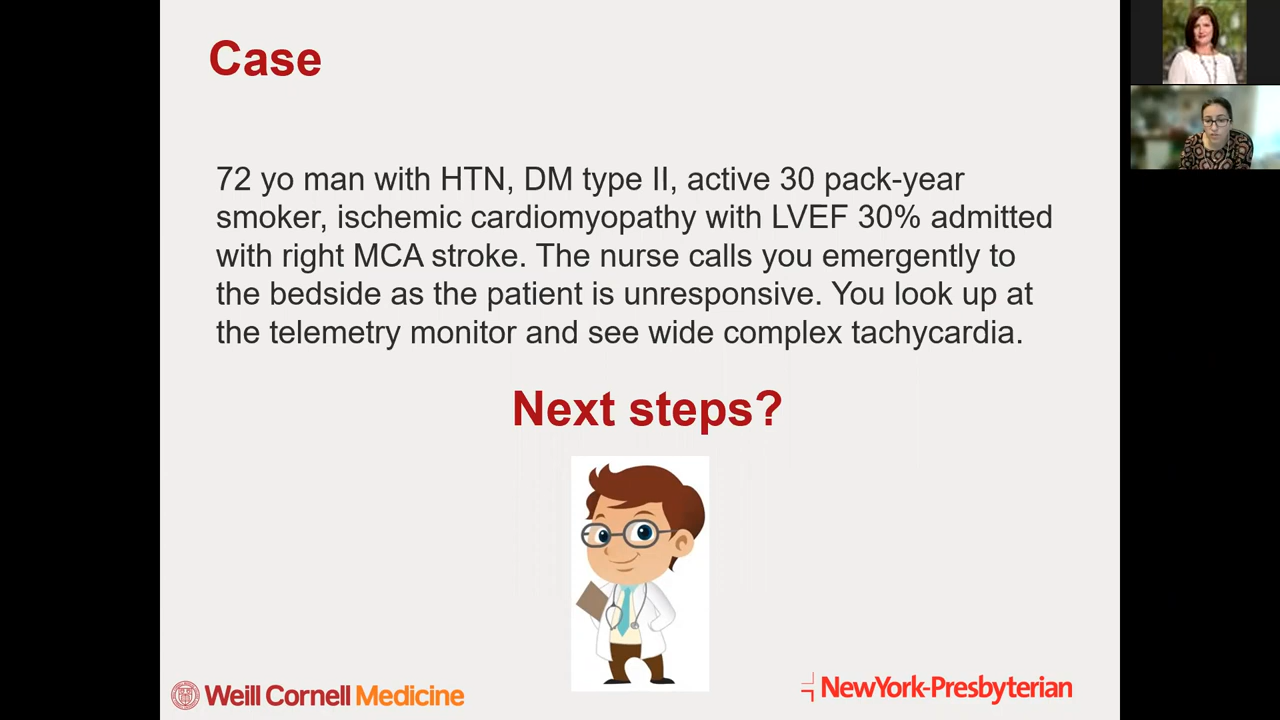 Case
72 yo man with HTN, DM type II, active 30 pack-year
smoker, ischemic cardiomyopathy with LVEF 30% admitted
with right MCA stroke. The nurse calls you emergently to
the bedside as the patient is unresponsive. You look up at
the telemetry monitor and see wide complex tachycardia.
Next steps?
Weill Cornell Medicine
NewYork-Presbyterian